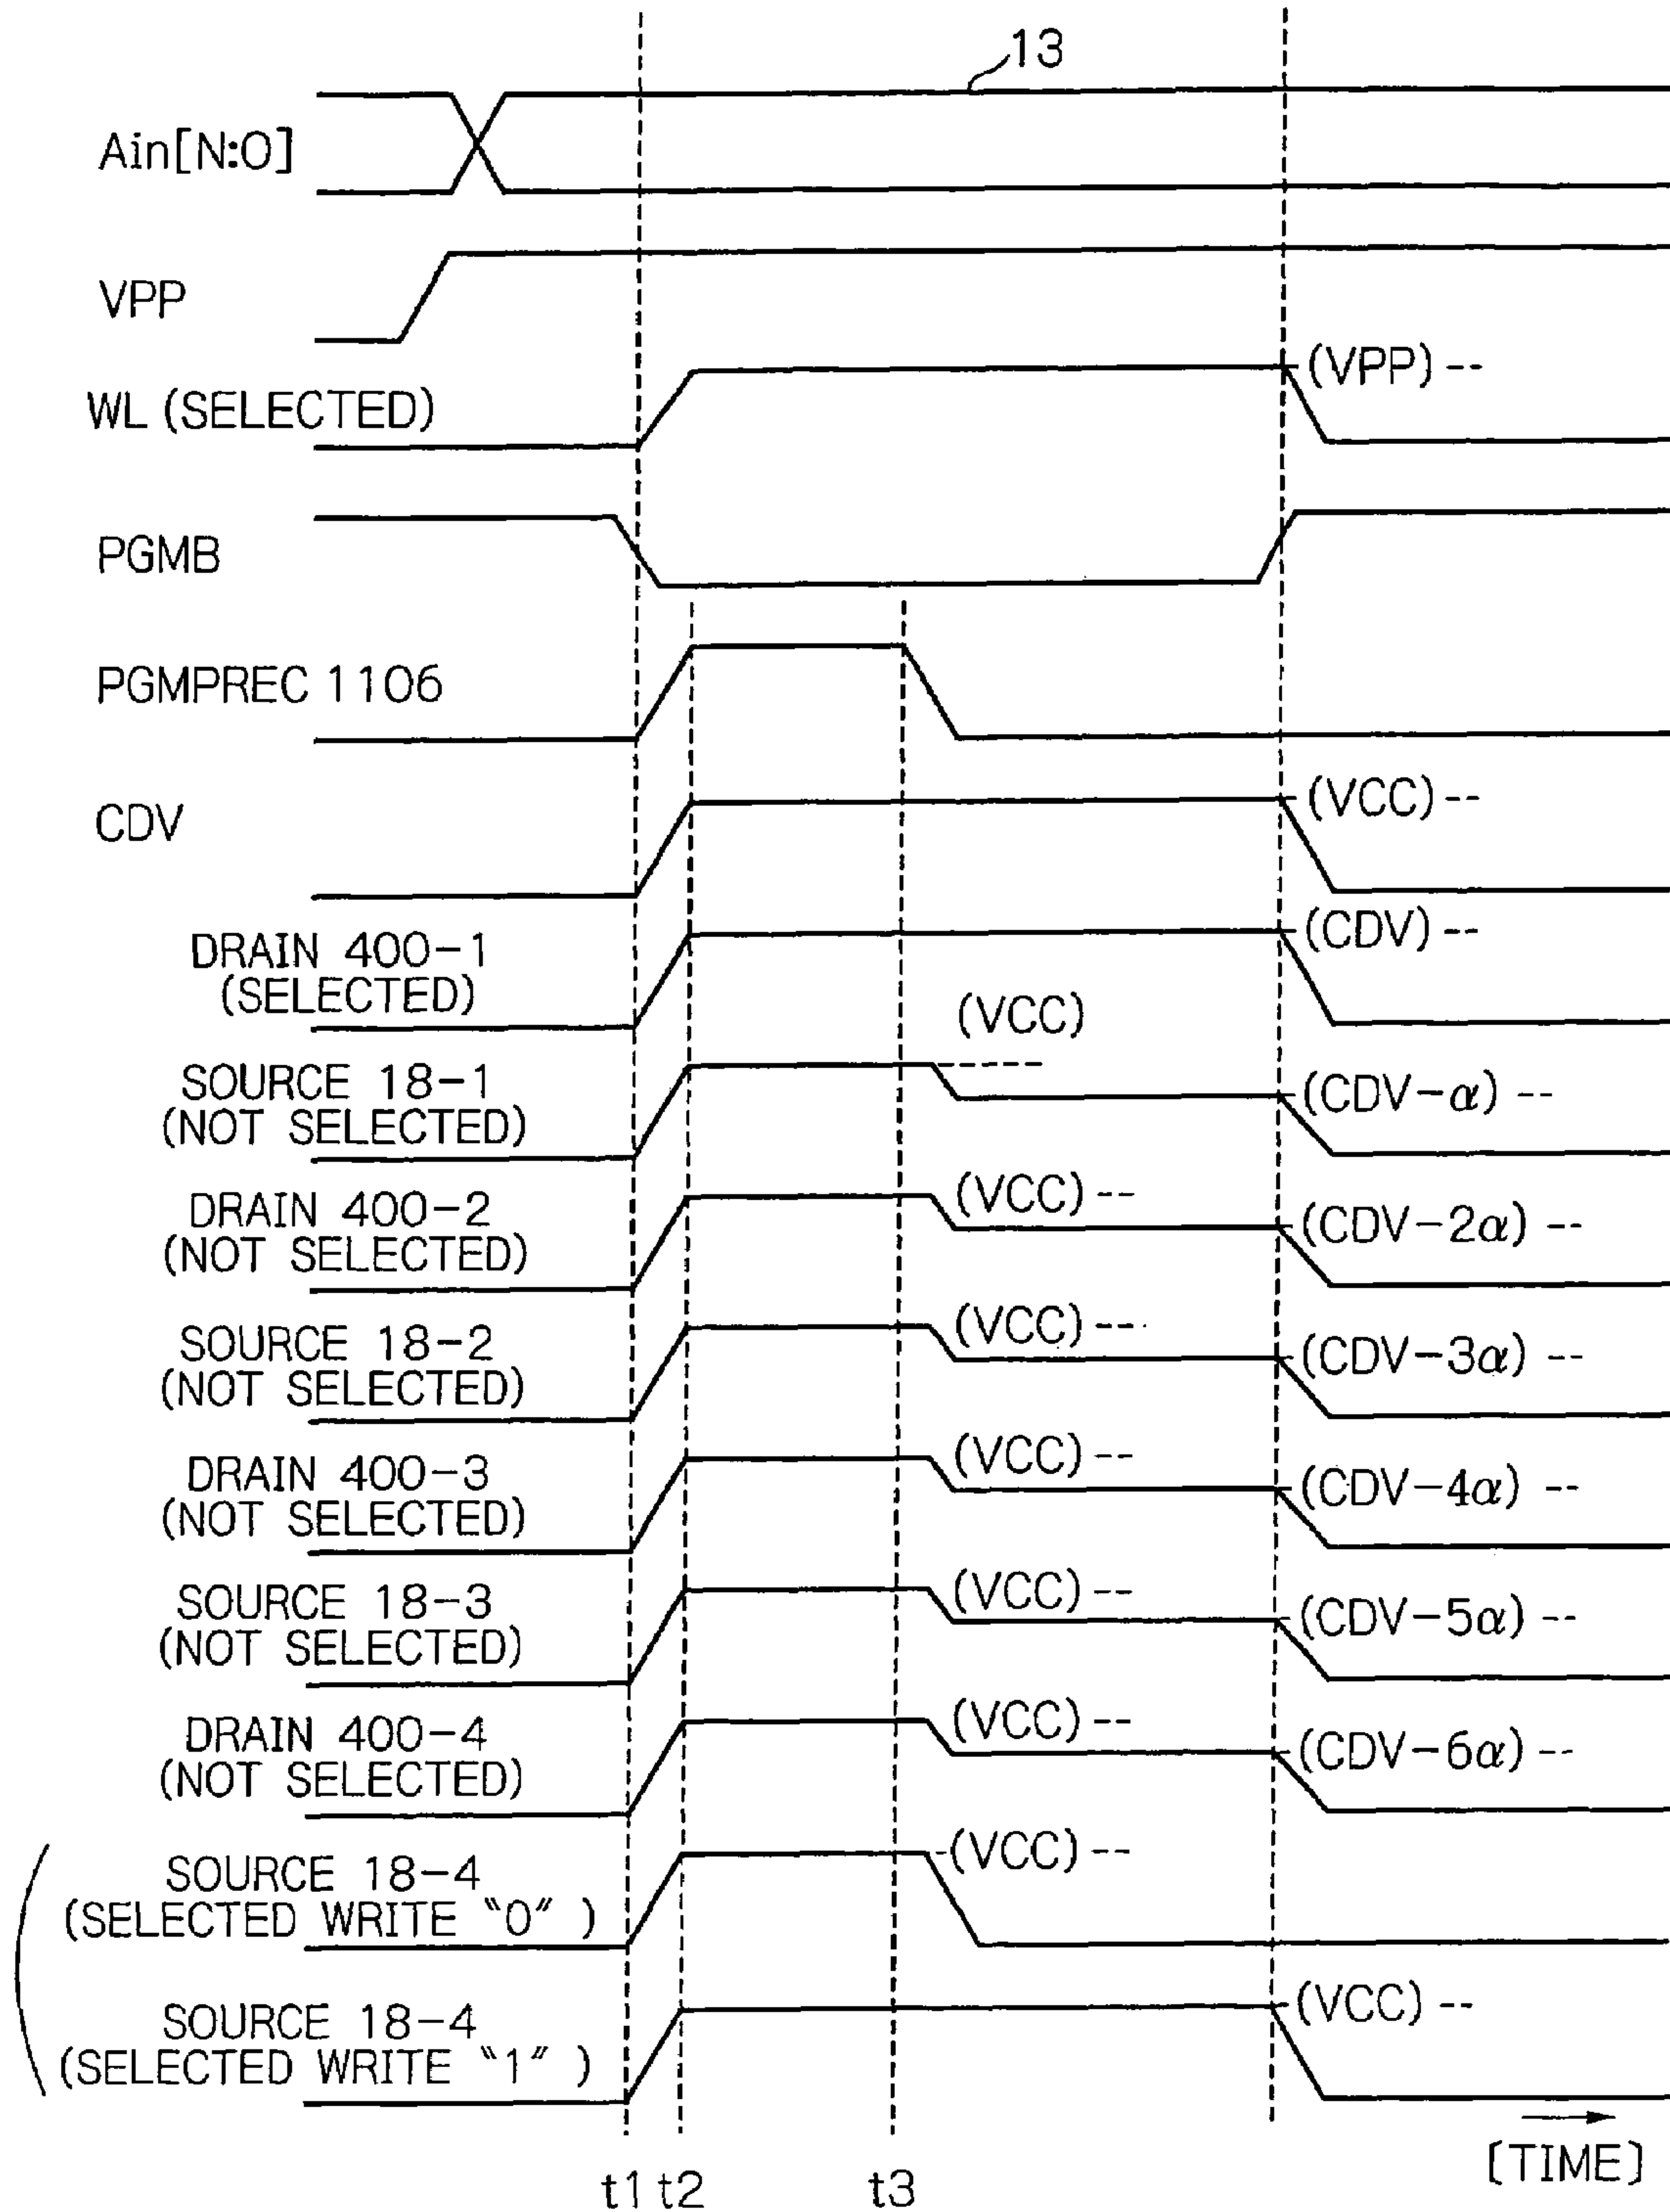 13
Ain[N:0]
VPP
WL (SELECTED)
(VPP) --
PGMB
PGMPREC 1106
CDV
(VCC) --
DRAIN 400-1
(SELECTED)
(CDV) --
(VCC)
SOURCE 18-1
(NOT SELECTED)
(CDV-α) --
DRAIN 400-2
(NOT SELECTED)
(VCC) --
(CDV-2α) --
SOURCE 18-2
(NOT SELECTED)
(VCC) ---
(CDV-3α) --
DRAIN 400-3
(NOT SELECTED)
(VCC) --
(CDV-4α) --
SOURCE 18-3
(NOT SELECTED)
(VCC) --
(CDV-5α) --
DRAIN 400-4
(NOT SELECTED)
(VCC) --
(CDV-6α) --
SOURCE 18-4
(SELECTED WRITE "0" )
(VCC) --
SOURCE 18-4
(SELECTED WRITE "1" )
(VCC) --
t1 t2 t3
[TIME]